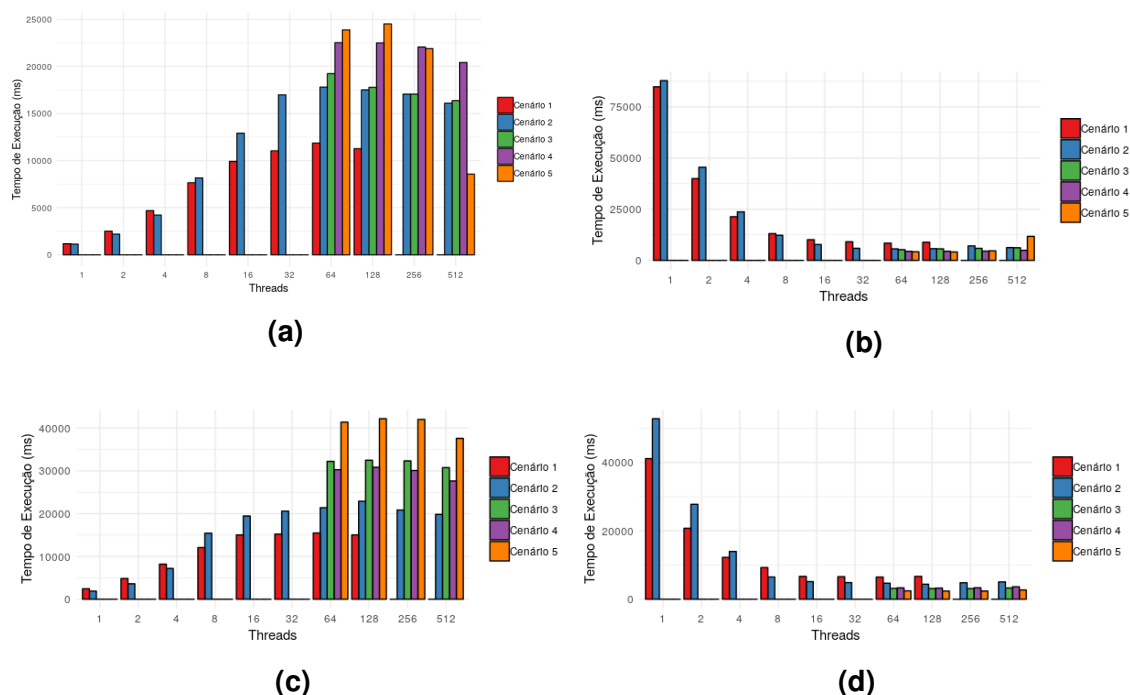 25000
20000
15000
10000
5000
0
Tempo de Execução (ms)
1 2 4 8 16 32 64 128 256 512
Threads
Cenário 1
Cenário 2
Cenário 3
Cenário 4
Cenário 5
(a)
75000
50000
25000
0
Tempo de Execução (ms)
1 2 4 8 16 32 64 128 256 512
Threads
Cenário 1
Cenário 2
Cenário 3
Cenário 4
Cenário 5
(b)
40000
30000
20000
10000
0
Tempo de Execução (ms)
1 2 4 8 16 32 64 128 256 512
Threads
Cenário 1
Cenário 2
Cenário 3
Cenário 4
Cenário 5
(c)
40000
20000
0
Tempo de Execução (ms)
1 2 4 8 16 32 64 128 256 512
Threads
Cenário 1
Cenário 2
Cenário 3
Cenário 4
Cenário 5
(d)